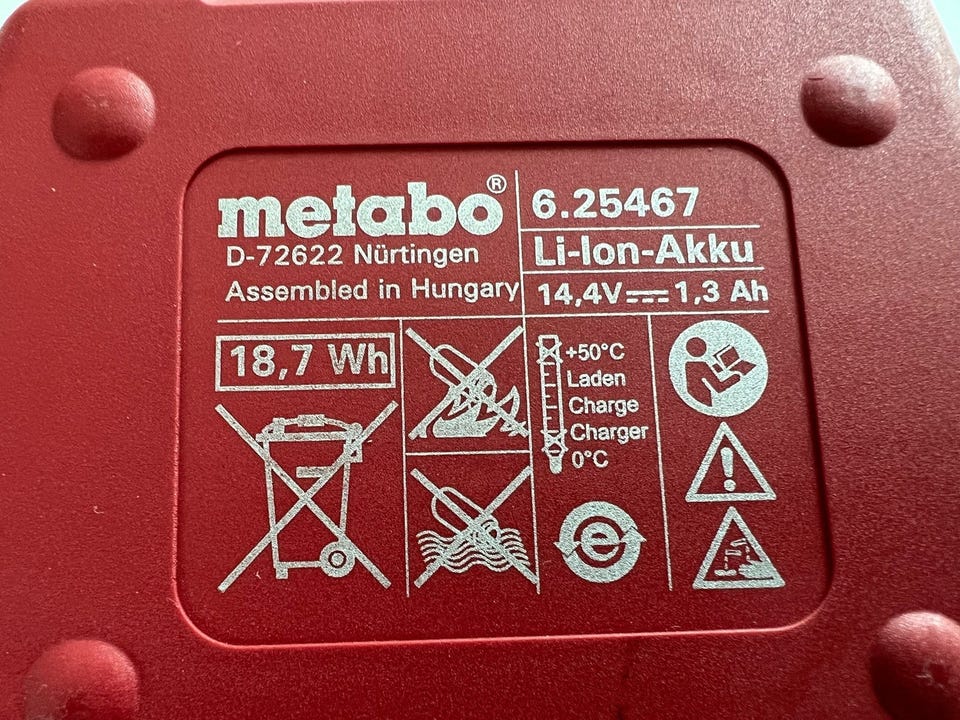 metabo®
D-72622 Nürtingen
Assembled in Hungary
6.25467
Li-Ion-Akku
14,4V 1,3 Ah
18,7 Wh
+50°C
Laden
Charge
Charger
0°C
e